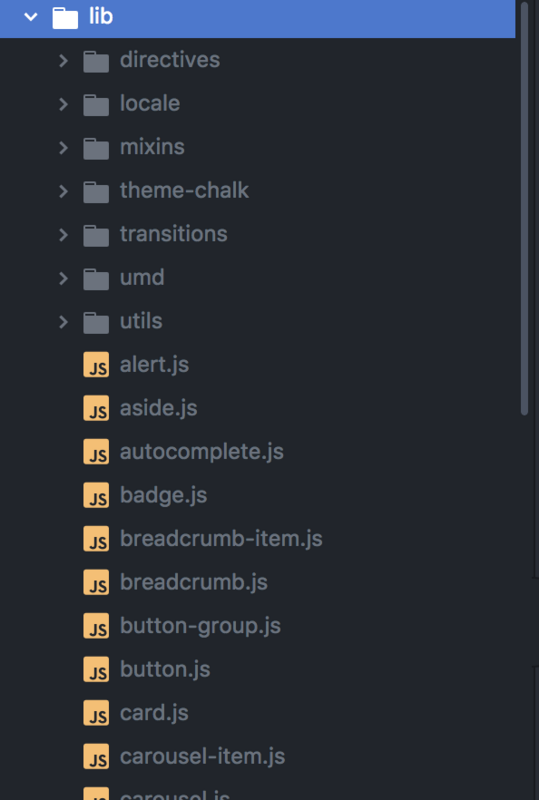 lib
directives
locale
mixins
theme-chalk
transitions
umd
utils
JS alert.js
JS aside.js
JS autocomplete.js
JS badge.js
JS breadcrumb-item.js
JS breadcrumb.js
JS button-group.js
JS button.js
JS card.js
JS carousel-item.js
carousel.js